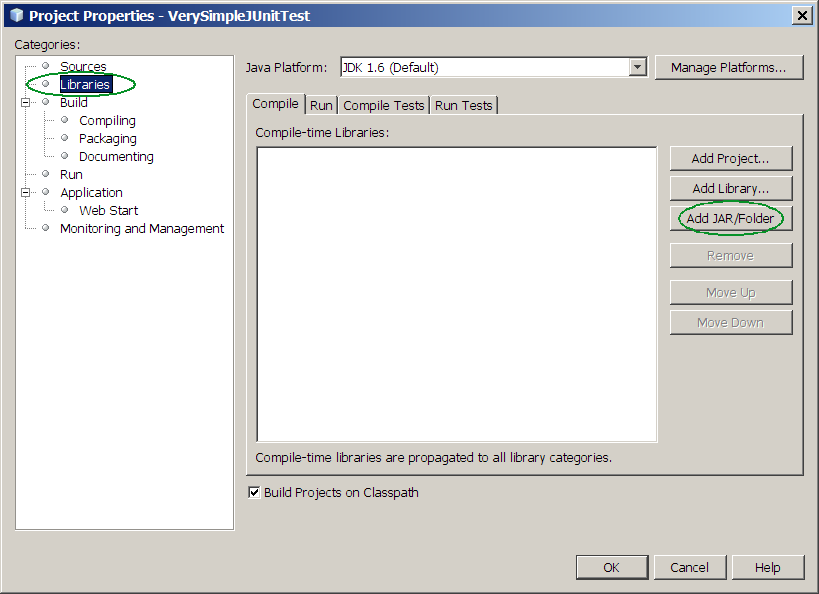 Project Properties - VerySimpleJUnitTest
Categories:
Sources
Libraries
Build
Compiling
Packaging
Documenting
Run
Application
Web Start
Monitoring and Management
Java Platform:
JDK 1.6 (Default)
Manage Platforms...
Compile
Run
Compile Tests
Run Tests
Compile-time Libraries:
Add Project...
Add Library...
Add JAR/Folder
Remove
Move Up
Move Down
Compile-time libraries are propagated to all library categories.
Build Projects on Classpath
OK
Cancel
Help